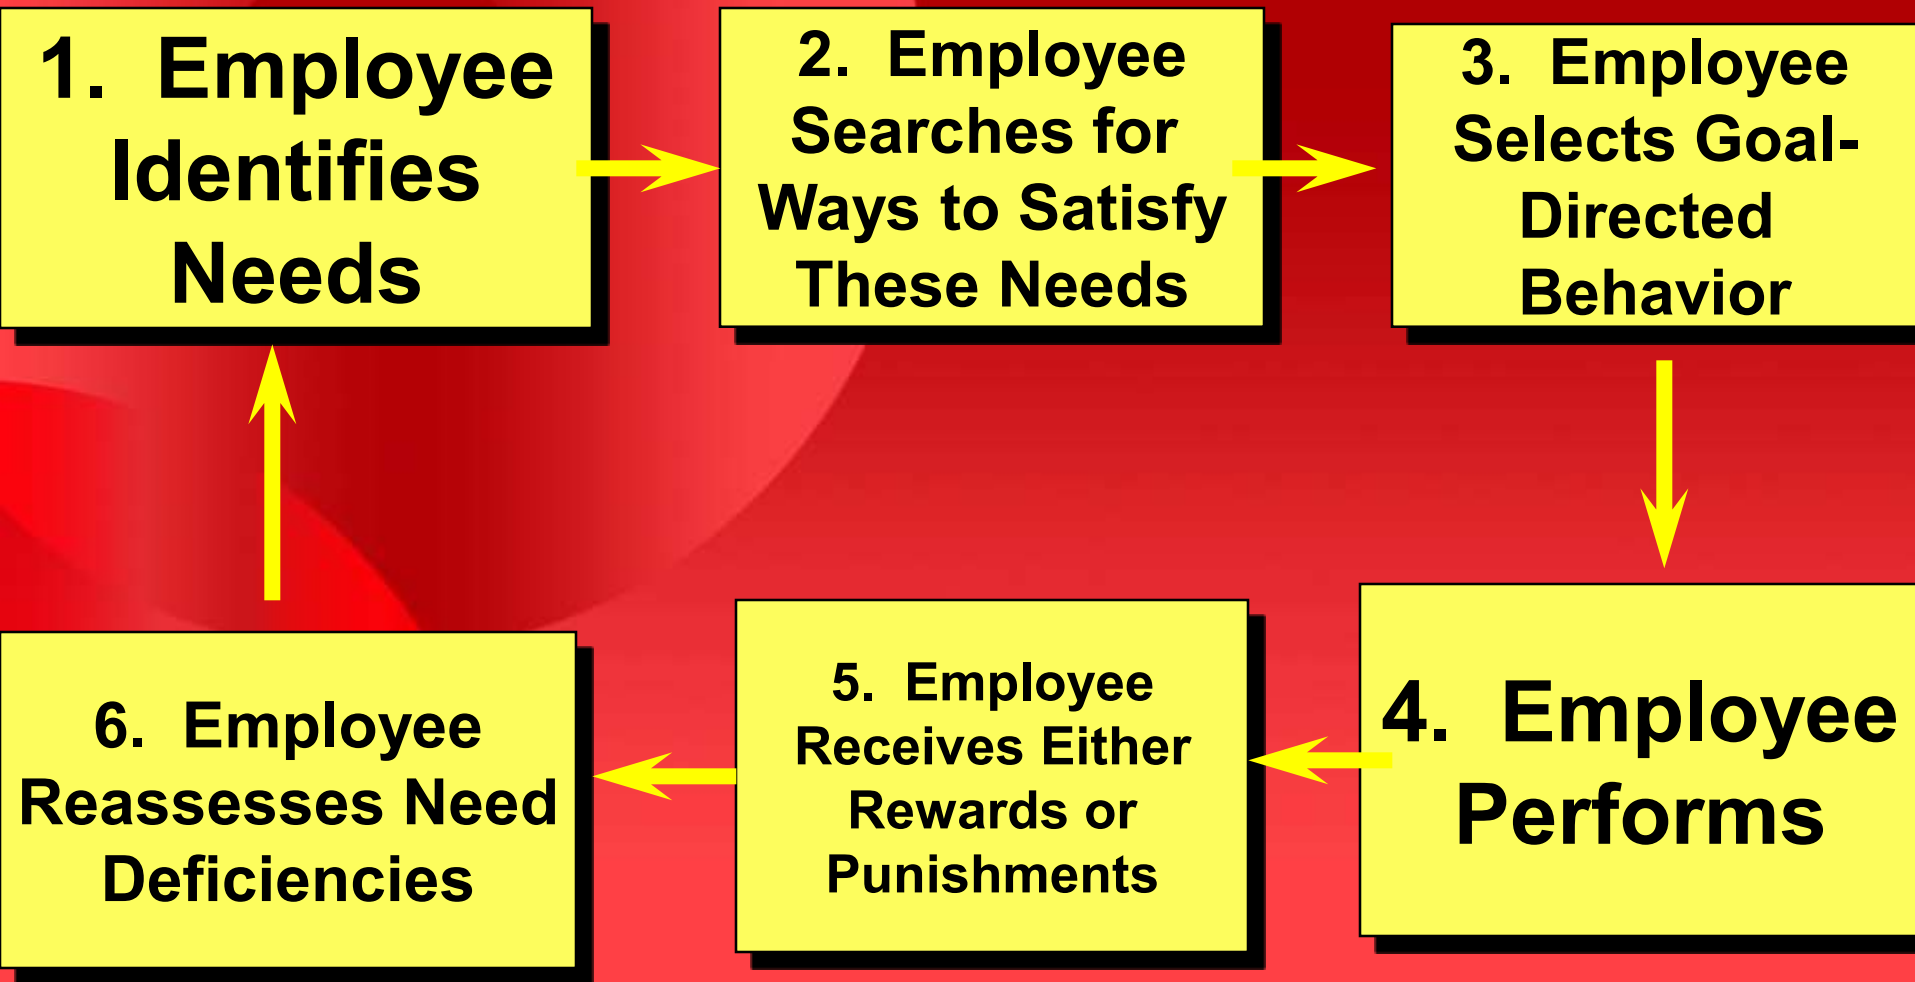 1. Employee
Identifies
Needs
2. Employee
Searches for
Ways to Satisfy
These Needs
3. Employee
Selects Goal-
Directed
Behavior
4. Employee
Performs
5. Employee
Receives Either
Rewards or
Punishments
6. Employee
Reassesses Need
Deficiencies